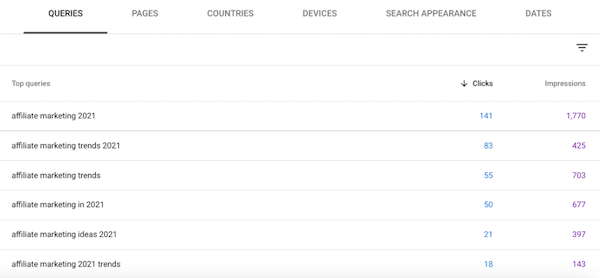 QUERIES PAGES COUNTRIES DEVICES SEARCH APPEARANCE DATES
Top queries Clicks Impressions
affiliate marketing 2021 141 1,770
affiliate marketing trends 2021 83 425
affiliate marketing trends 55 703
affiliate marketing in 2021 50 677
affiliate marketing ideas 2021 21 397
affiliate marketing 2021 trends 18 143